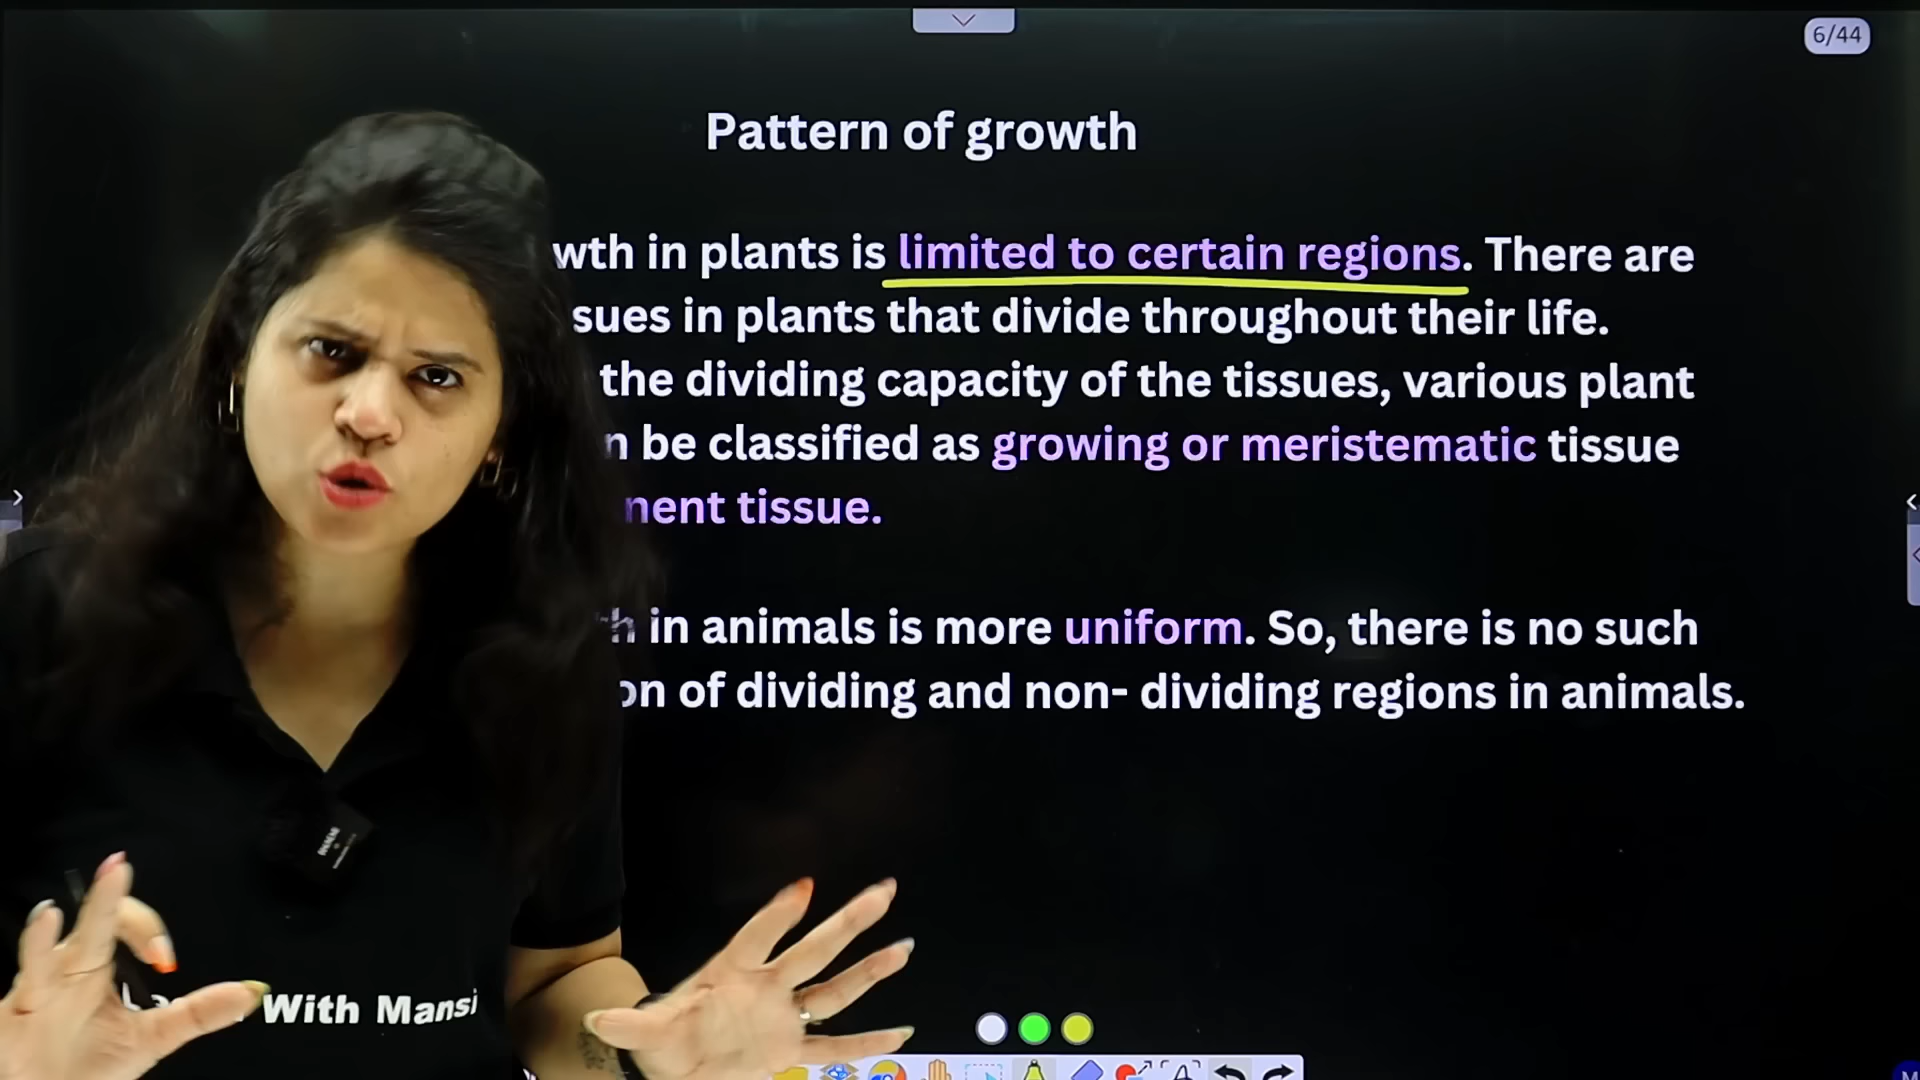 6/44
Pattern of growth
wth in plants is limited to certain regions. There are
sues in plants that divide throughout their life.
the dividing capacity of the tissues, various plant
n be classified as growing or meristematic tissue
nent tissue.
h in animals is more uniform. So, there is no such
on of dividing and non- dividing regions in animals.
With Mansi